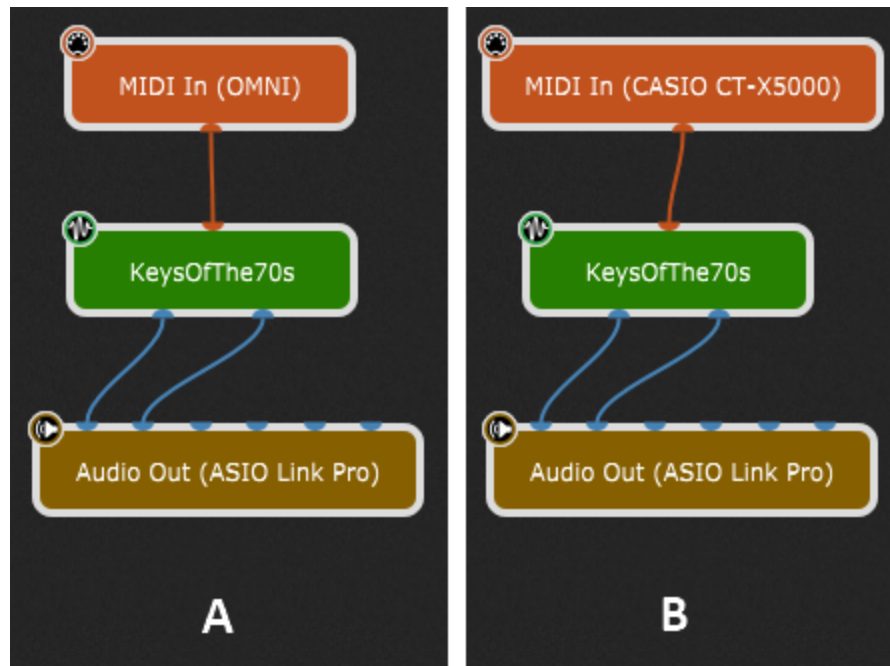 MIDI In (OMNI)
KeysOfThe70s
Audio Out (ASIO Link Pro)
A
MIDI In (CASIO CT-X5000)
KeysOfThe70s
Audio Out (ASIO Link Pro)
B